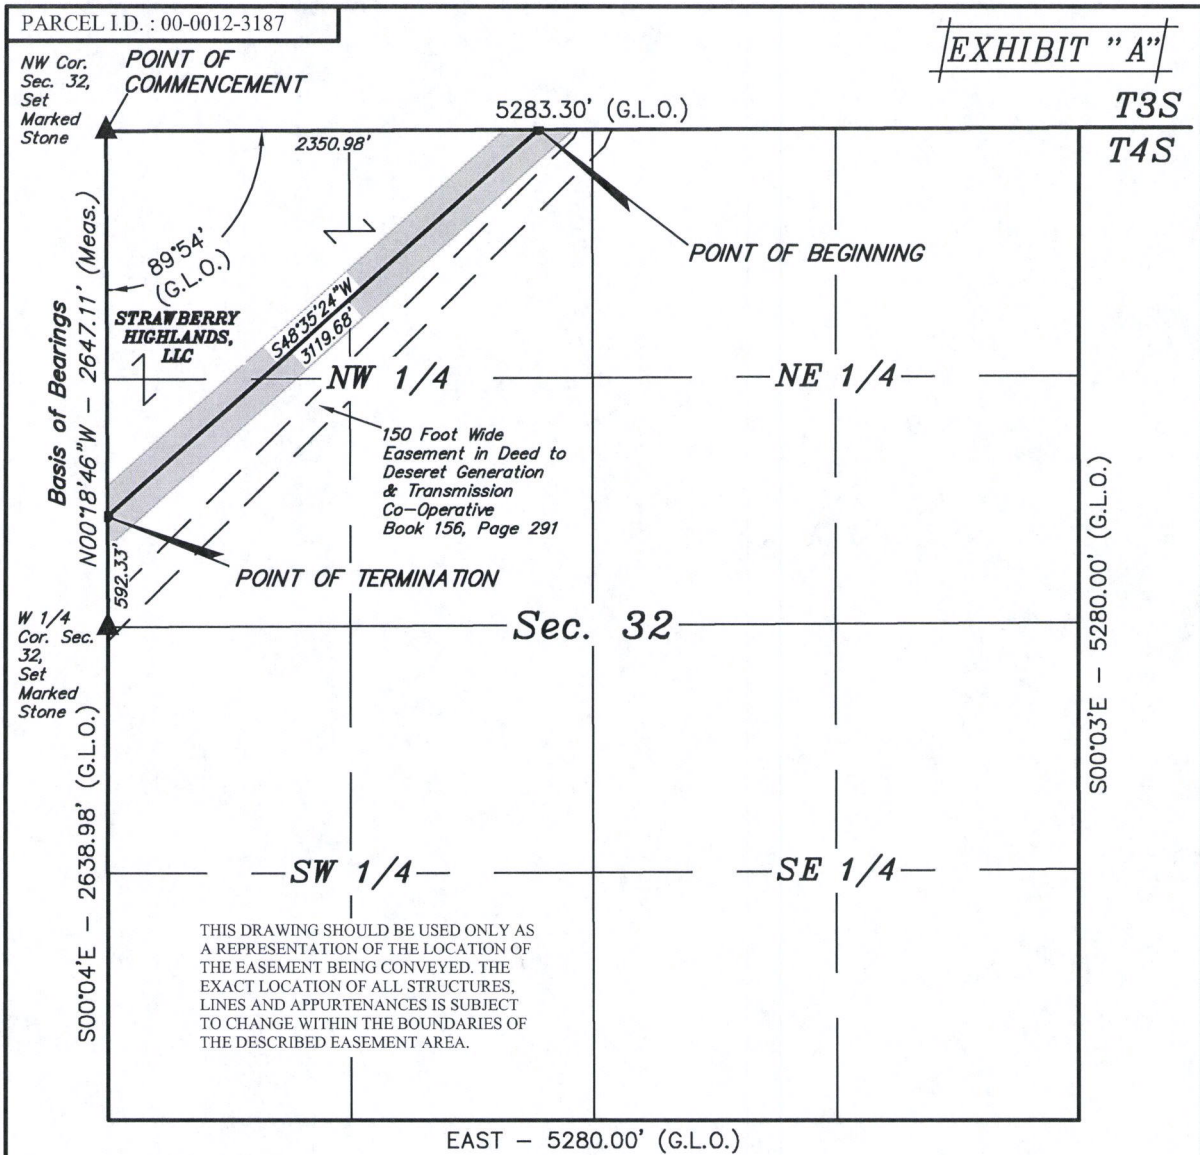 PARCEL I.D. : 00-0012-3187
EXHIBIT "A"
NW Cor.
Sec. 32,
Set
Marked
Stone
POINT OF
COMMENCEMENT
5283.30' (G.L.O.)
T3S
T4S
2350.98'
89°54'
(G.L.O.)
POINT OF BEGINNING
STRAWBERRY
HIGHLANDS,
LLC
S48°35'24"W
3119.68'
Basis of Bearings
N00°18'46"W - 2647.11' (Meas.)
NW 1/4
NE 1/4
150 Foot Wide
Easement in Deed to
Deseret Generation
& Transmission
Co-Operative
Book 156, Page 291
592.33'
POINT OF TERMINATION
W 1/4
Cor. Sec.
32,
Set
Marked
Stone
Sec. 32
S00°03'E - 5280.00' (G.L.O.)
S00°04'E - 2638.98' (G.L.O.)
SW 1/4
SE 1/4
THIS DRAWING SHOULD BE USED ONLY AS
A REPRESENTATION OF THE LOCATION OF
THE EASEMENT BEING CONVEYED. THE
EXACT LOCATION OF ALL STRUCTURES,
LINES AND APPURTENANCES IS SUBJECT
TO CHANGE WITHIN THE BOUNDARIES OF
THE DESCRIBED EASEMENT AREA.
EAST - 5280.00' (G.L.O.)